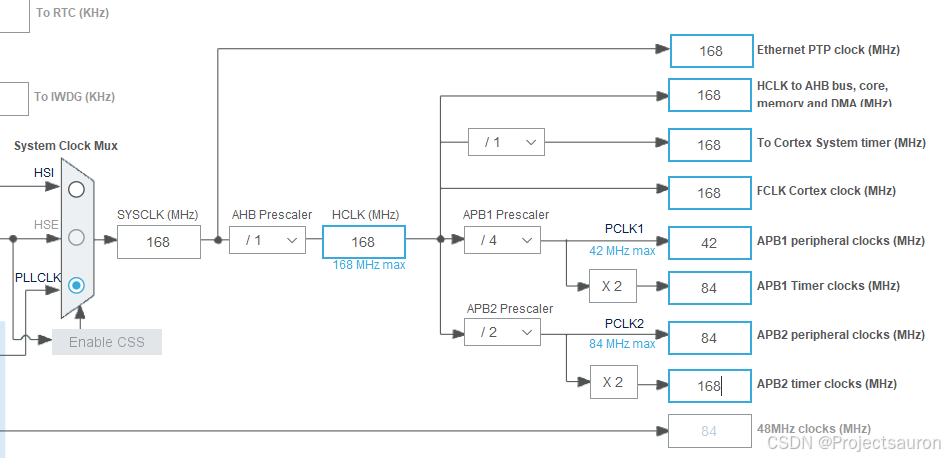 To RTC (KHz)
168
Ethernet PTP clock (MHz)
To IWDG (KHz)
168
HCLK to AHB bus, core,
memory and DMA (MHz)
System Clock Mux
/ 1
168
To Cortex System timer (MHz)
HSI
168
FCLK Cortex clock (MHz)
HSE
SYSCLK (MHz)
AHB Prescaler
HCLK (MHz)
APB1 Prescaler
PCLK1
168
/ 1
168
/ 4
42 MHz max
42
APB1 peripheral clocks (MHz)
168 MHz max
PLLCLK
X 2
84
APB1 Timer clocks (MHz)
APB2 Prescaler
PCLK2
Enable CSS
/ 2
84 MHz max
84
APB2 peripheral clocks (MHz)
X 2
168
APB2 timer clocks (MHz)
84
48MHz clocks (MHz)
CSDN @Projectsauron